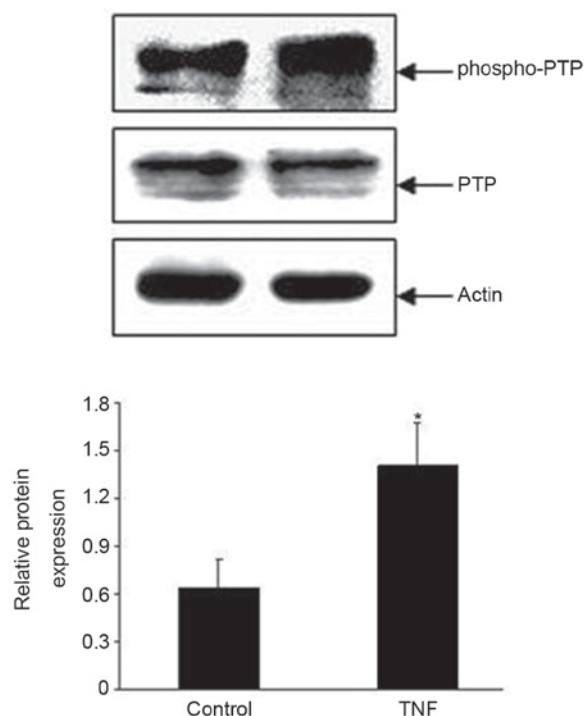 phospho-PTP
PTP
Actin
1.8
1.5
1.2
0.9
0.6
0.3
0
Relative protein
expression
*
Control
TNF